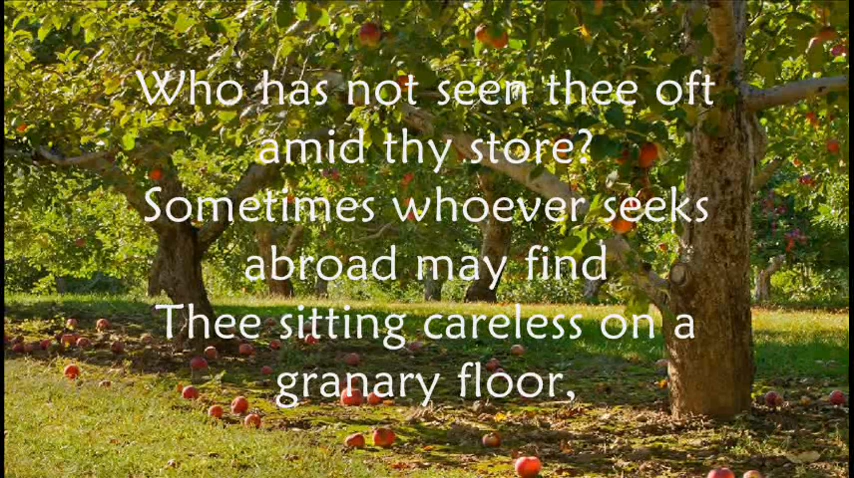 Who has not seen thee oft
amid thy store?
Sometimes whoever seeks
abroad may find
Thee sitting careless on a
granary floor,